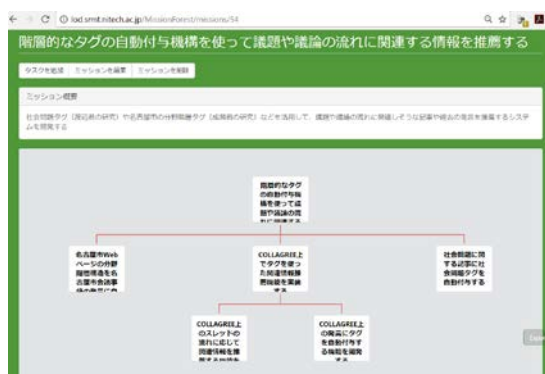 lod.srmt.nitech.ac.jp/MissionForest/missions/54
階層的なタグの自動付与機構を使って議題や議論の流れに関連する情報を推薦する
タスクを追加 ミッションを編集 ミッションを削除
ミッション概要
社会問題タグ（渡辺君の研究）や名古屋市の分野階層タグ（成瀬君の研究）などを活用して、議題や議論の流れに関連しそうな記事や過去の発言を推薦するシステ
ムを開発する
階層的なタグ
の自動付与機
構を使って議
題や議論の流
れに関連する
名古屋市Web
ページの分野
階層構造を名
古屋市会議事
COLLAGREE上
でタグを使っ
た関連情報推
薦機能を実装
する
社会問題に関
する記事に社
会問題タグを
自動付与する
COLLAGREE上
のスレッドの
流れに応じて
関連情報を推
COLLAGREE上
の発言にタグ
を自動付与す
る機能を開発
する